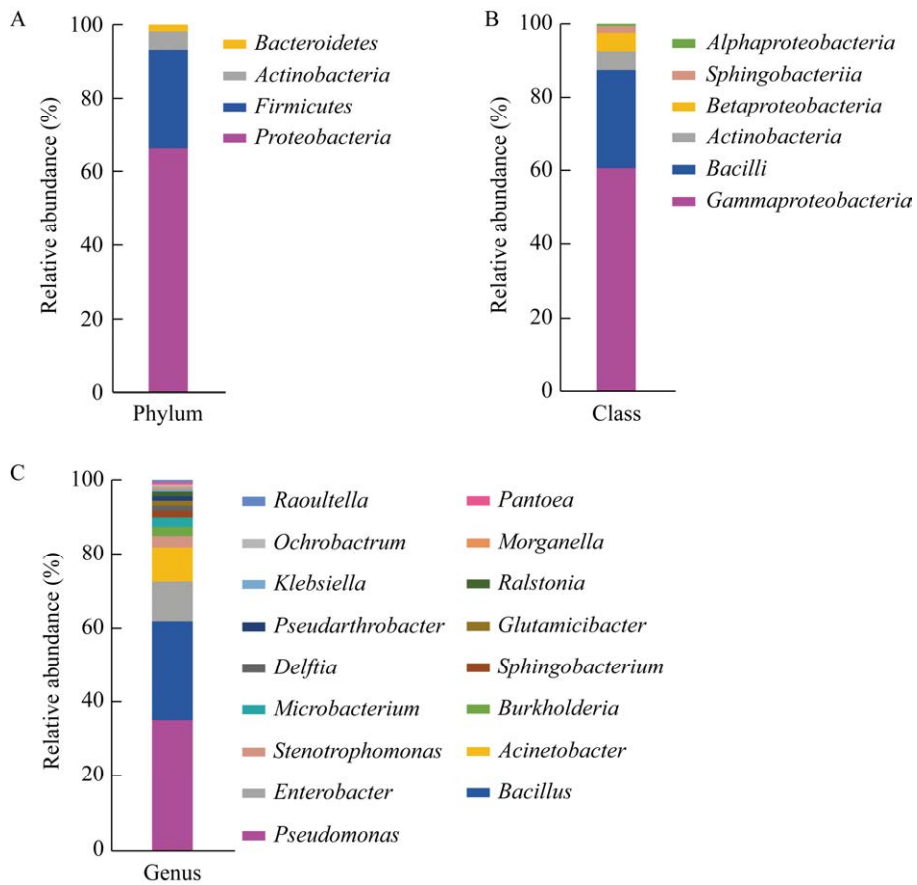 A
Relative abundance (%)
100
80
60
40
20
0
Phylum
Bacteroidetes
Actinobacteria
Firmicutes
Proteobacteria
B
Relative abundance (%)
100
80
60
40
20
0
Class
Alphaproteobacteria
Sphingobacteriia
Betaproteobacteria
Actinobacteria
Bacilli
Gammaproteobacteria
C
Relative abundance (%)
100
80
60
40
20
0
Genus
Raoultella
Ochrobactrum
Klebsiella
Pseudarthrobacter
Delftia
Microbacterium
Stenotrophomonas
Enterobacter
Pseudomonas
Pantoea
Morganella
Ralstonia
Glutamicibacter
Sphingobacterium
Burkholderia
Acinetobacter
Bacillus